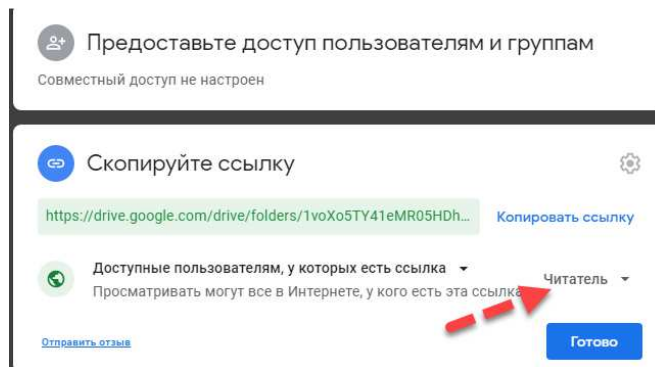 Предоставьте доступ пользователям и группам
Совместный доступ не настроен
Скопируйте ссылку
https://drive.google.com/drive/folders/1voXo5TY41eMR05HDh...
Копировать ссылку
Доступные пользователям, у которых есть ссылка
Читатель
Просматривать могут все в Интернете, у кого есть эта ссылка
Отправить отзыв
Готово